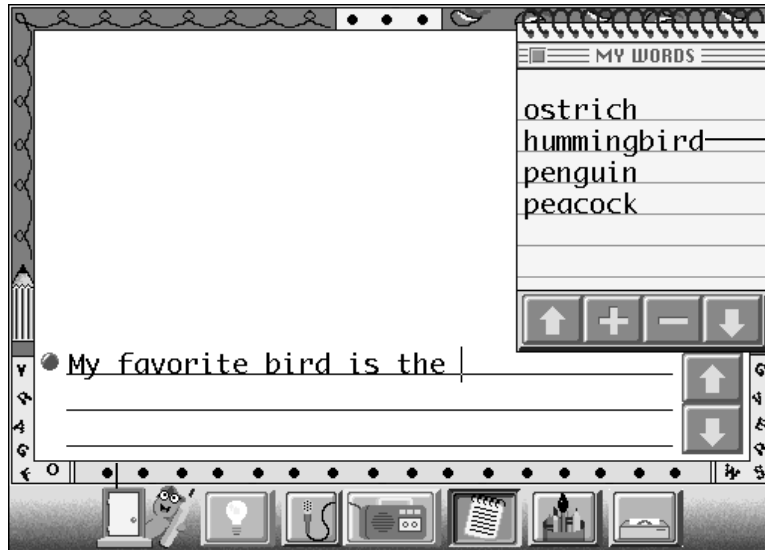 MY WORDS
ostrich
hummingbird
penguin
peacock
My favorite bird is the